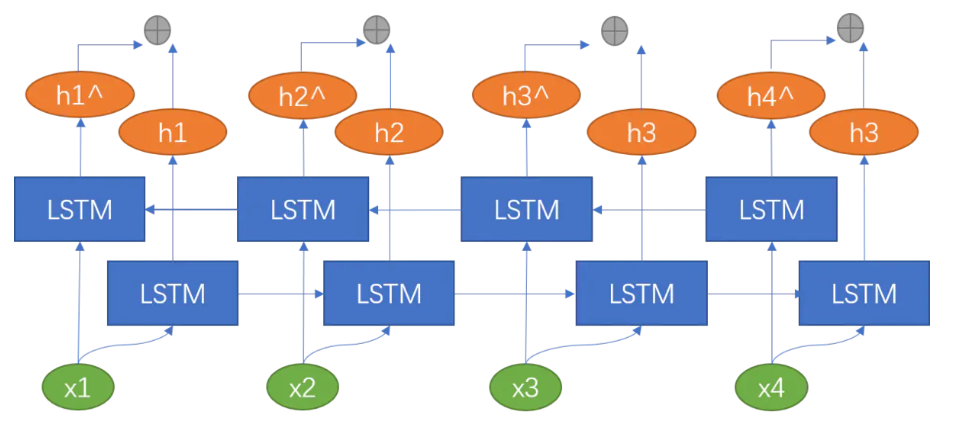 h1^
h2^
h3^
h4^
h1
h2
h3
h3
LSTM
LSTM
LSTM
LSTM
LSTM
LSTM
LSTM
LSTM
x1
x2
x3
x4